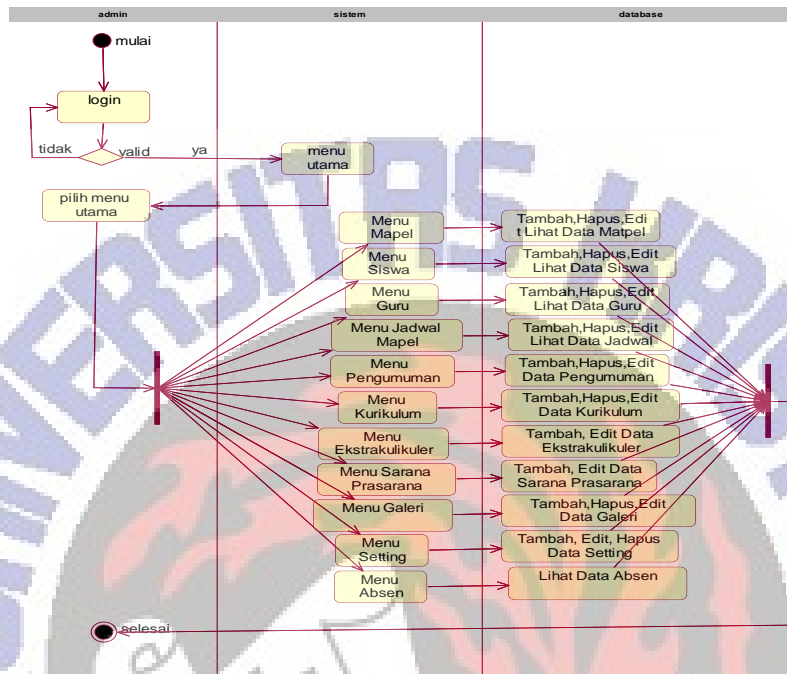 admin
sistem
database
mulai
login
tidak
valid
ya
menu
utama
pilih menu
utama
Menu
Mapel
Tambah,Hapus,Edi
t Lihat Data Matpel
Menu
Siswa
Tambah,Hapus,Edit
Lihat Data Siswa
Menu
Guru
Tambah,Hapus,Edit
Lihat Data Guru
Menu Jadwal
Mapel
Tambah,Hapus,Edit
Lihat Data Jadwal
Menu
Pengumuman
Tambah,Hapus,Edit
Data Pengumuman
Menu
Kurikulum
Tambah,Hapus,Edit
Data Kurikulum
Menu
Ekstrakulikuler
Tambah, Edit Data
Ekstrakulikuler
Menu Sarana
Prasarana
Tambah, Edit Data
Sarana Prasarana
Menu Galeri
Tambah,Hapus,Edit
Data Galeri
Menu
Setting
Tambah, Edit, Hapus
Data Setting
Menu
Absen
Lihat Data Absen
selesai